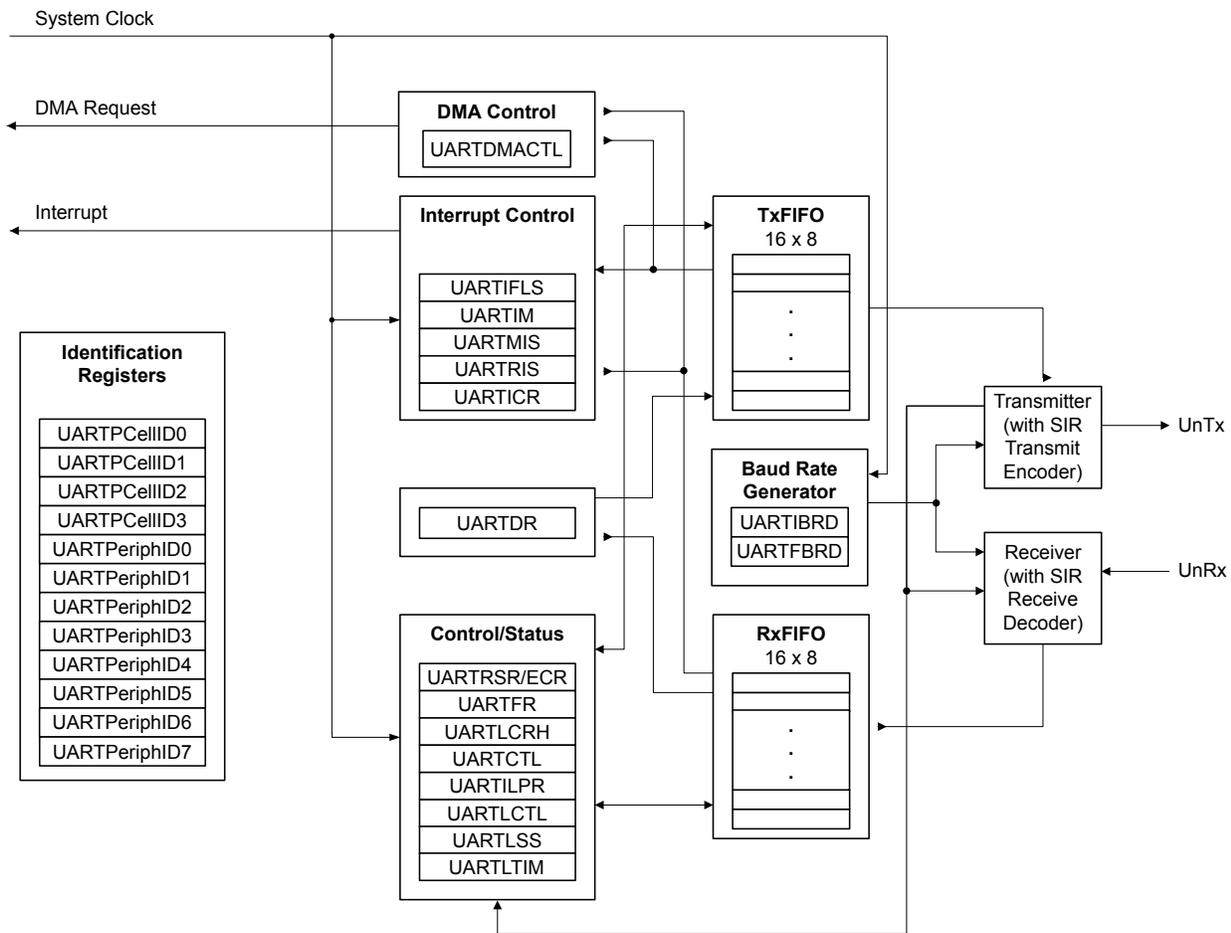 System Clock
DMA Request
DMA Control
UARTDMACTL
Interrupt
Interrupt Control
UARTIFLS
UARTIM
UARTMIS
UARTRIS
UARTICR
TxFIFO
16 x 8
.
.
.
Identification
Registers
UARTPCellID0
UARTPCellID1
UARTPCellID2
UARTPCellID3
UARTPeriphID0
UARTPeriphID1
UARTPeriphID2
UARTPeriphID3
UARTPeriphID4
UARTPeriphID5
UARTPeriphID6
UARTPeriphID7
UARTDR
Baud Rate
Generator
UARTIBRD
UARTFBRD
Transmitter
(with SIR
Transmit
Encoder)
UnTx
Receiver
(with SIR
Receive
Decoder)
UnRx
Control/Status
UARTRSR/ECR
UARTFR
UARTLCRH
UARTCTL
UARTILPR
UARTLCTL
UARTLSS
UARTLTIM
RxFIFO
16 x 8
.
.
.